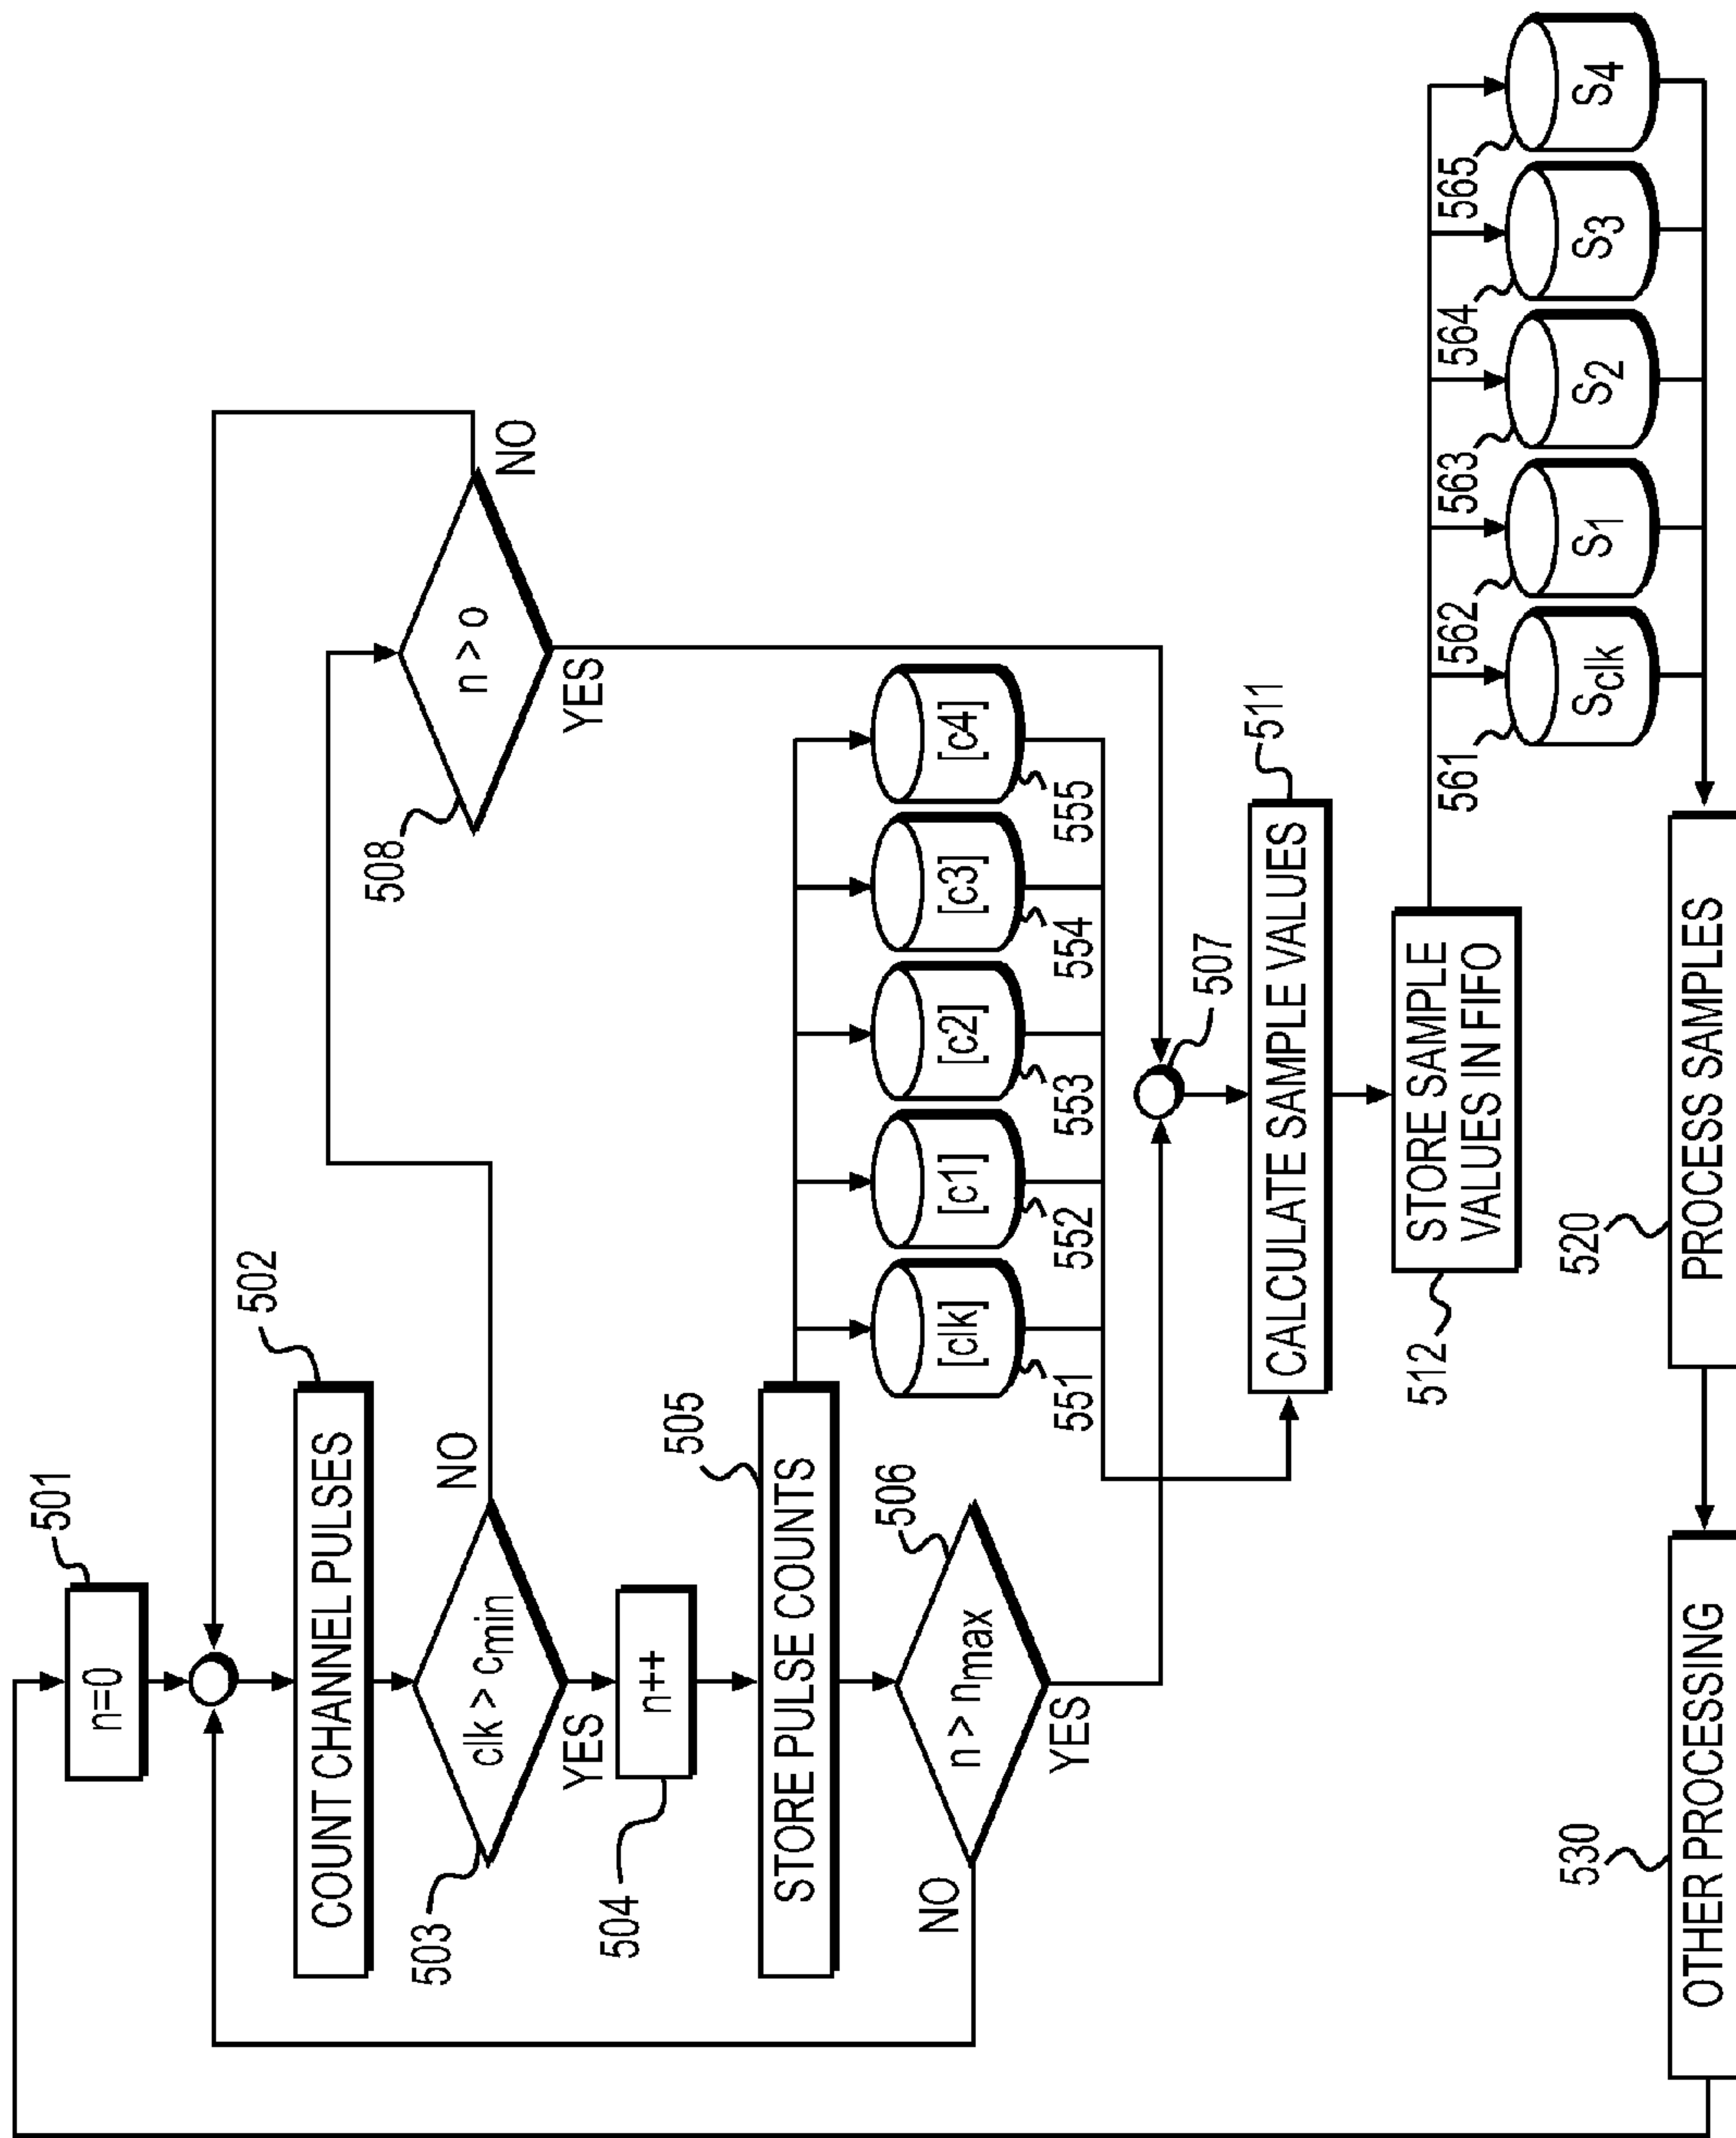 501
n=0
502
COUNT CHANNEL PULSES
503
clk > cmin
NO
YES
508
n > o
NO
YES
504
n++
505
STORE PULSE COUNTS
[clk]
[c1]
[c2]
[c3]
[c4]
551
552
553
554
555
506
n > nmax
NO
YES
507
511
CALCULATE SAMPLE VALUES
512
STORE SAMPLE
VALUES IN FIFO
561
562
563
564
565
Sclk
S1
S2
S3
S4
520
PROCESS SAMPLES
530
OTHER PROCESSING